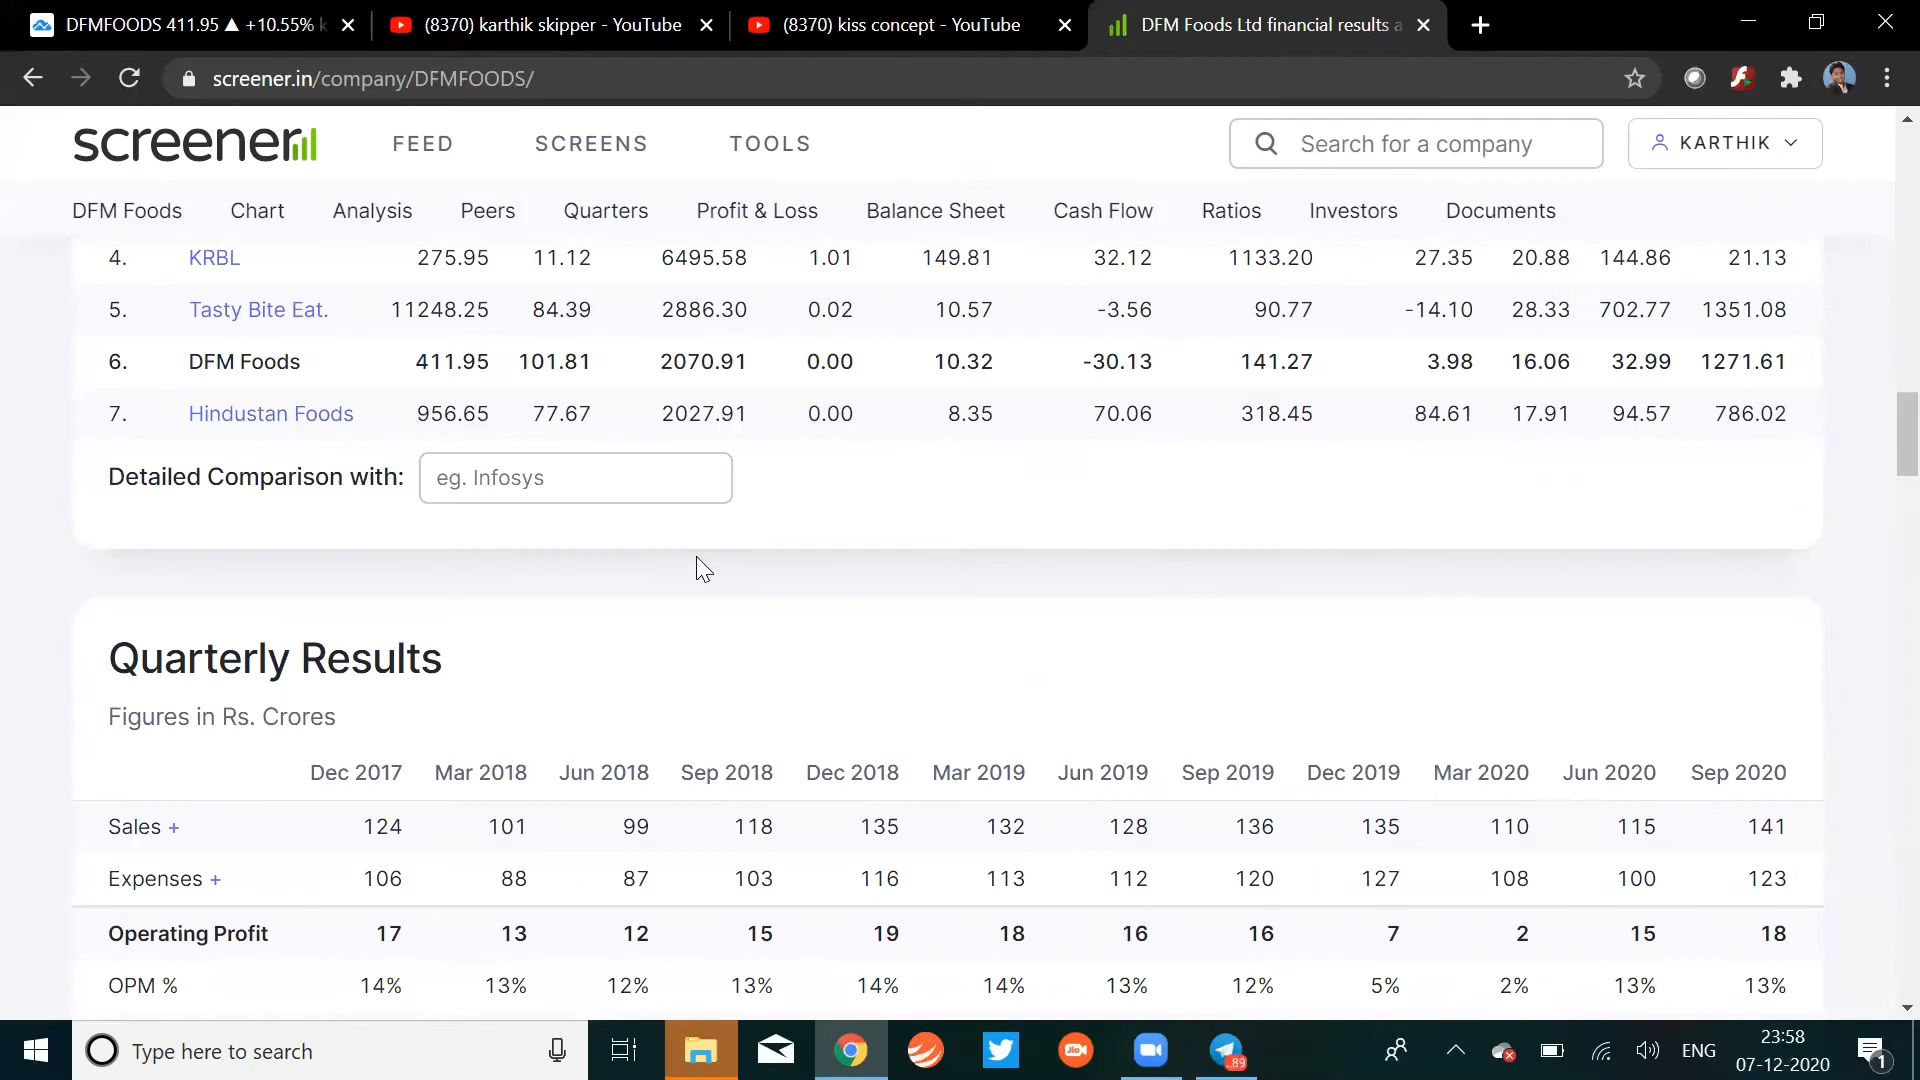 DFMFOODS 411.95 ▲ +10.55%
(8370) karthik skipper - YouTube
(8370) kiss concept - YouTube
DFM Foods Ltd financial results a
screener.in/company/DFMFOODS/
screener
FEED SCREENS TOOLS
Search for a company
KARTHIK
DFM Foods Chart Analysis Peers Quarters Profit & Loss Balance Sheet Cash Flow Ratios Investors Documents
4. KRBL 275.95 11.12 6495.58 1.01 149.81 32.12 1133.20 27.35 20.88 144.86 21.13
5. Tasty Bite Eat. 11248.25 84.39 2886.30 0.02 10.57 -3.56 90.77 -14.10 28.33 702.77 1351.08
6. DFM Foods 411.95 101.81 2070.91 0.00 10.32 -30.13 141.27 3.98 16.06 32.99 1271.61
7. Hindustan Foods 956.65 77.67 2027.91 0.00 8.35 70.06 318.45 84.61 17.91 94.57 786.02
Detailed Comparison with: eg. Infosys
Quarterly Results
Figures in Rs. Crores
Dec 2017 Mar 2018 Jun 2018 Sep 2018 Dec 2018 Mar 2019 Jun 2019 Sep 2019 Dec 2019 Mar 2020 Jun 2020 Sep 2020
Sales + 124 101 99 118 135 132 128 136 135 110 115 141
Expenses + 106 88 87 103 116 113 112 120 127 108 100 123
Operating Profit 17 13 12 15 19 18 16 16 7 2 15 18
OPM % 14% 13% 12% 13% 14% 14% 13% 12% 5% 2% 13% 13%
Type here to search
Jio
89
ENG
23:58
07-12-2020
1